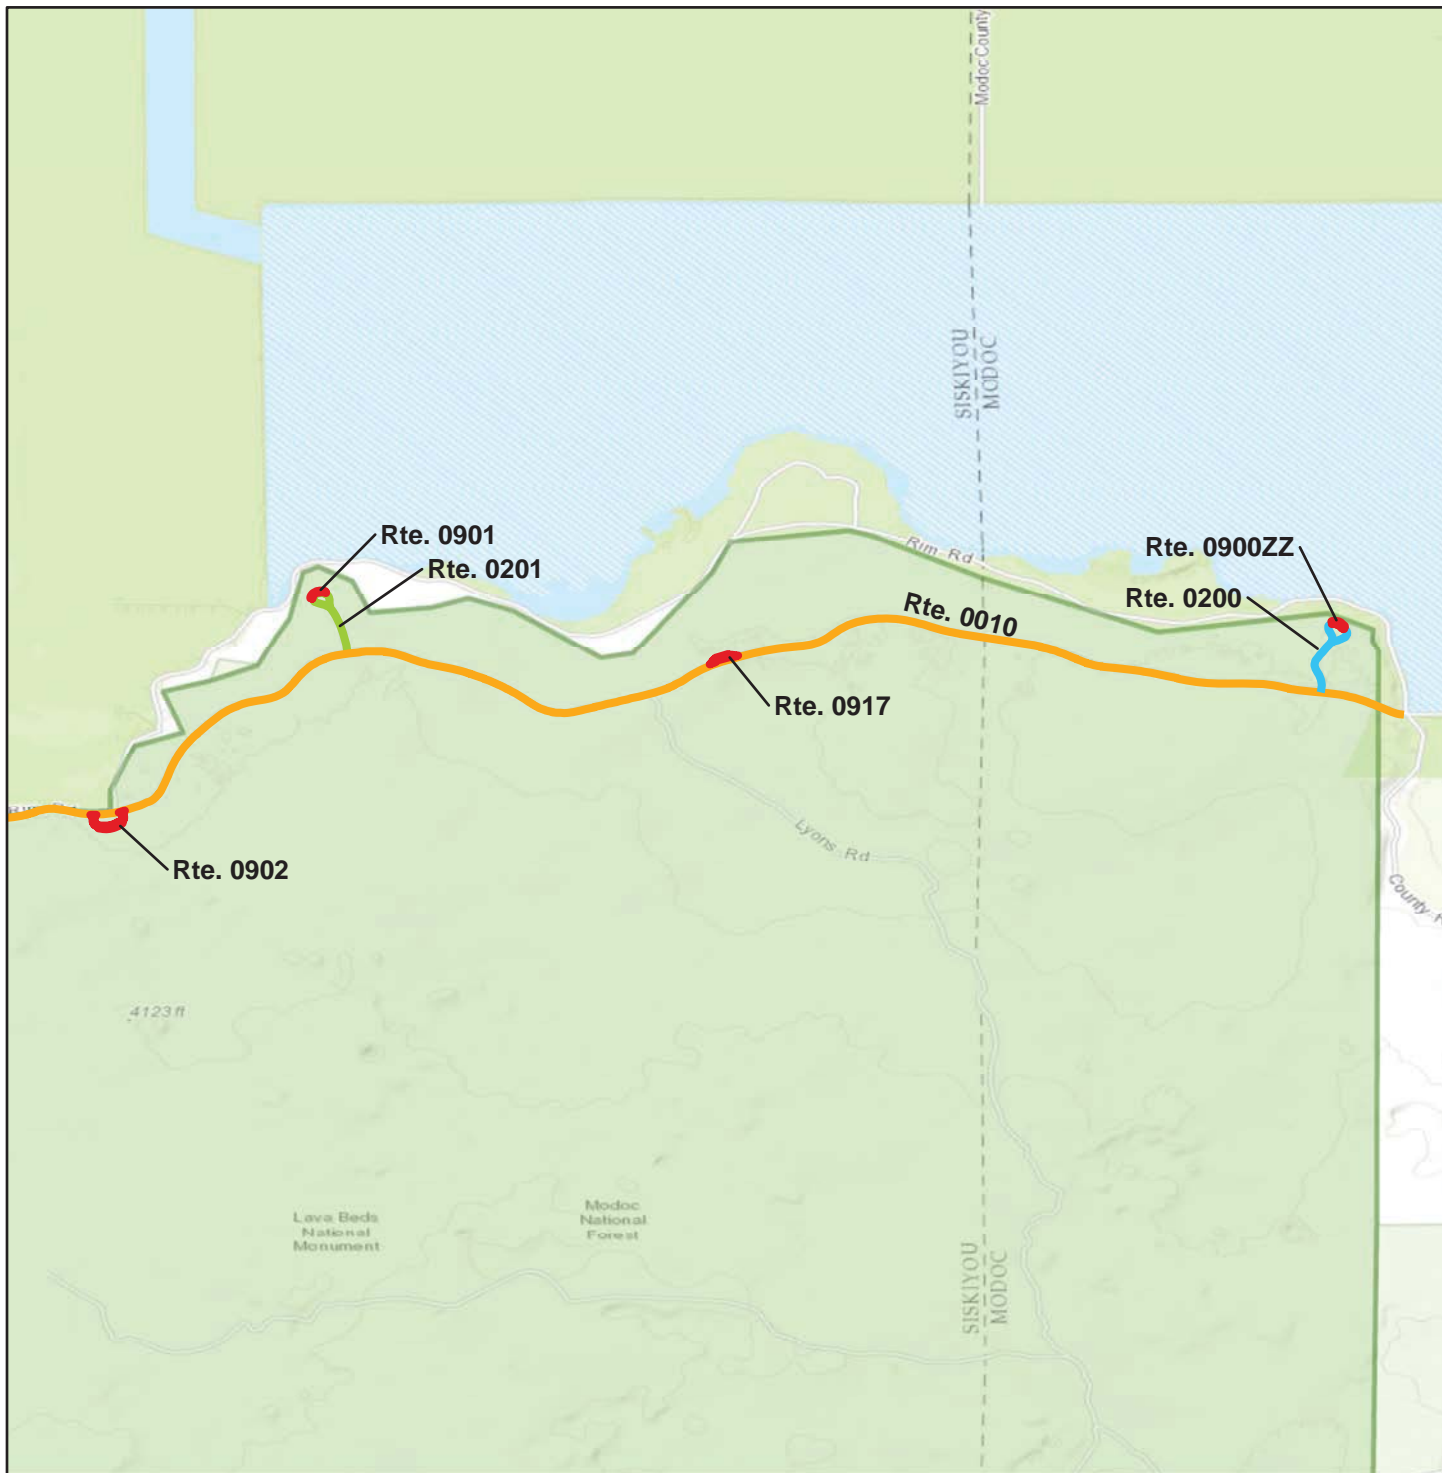 Modoc County
SISKIYOU
MODOC
Rte. 0901
Rte. 0201
Rim Rd
Rte. 0900ZZ
Rte. 0200
Rte. 0010
Rte. 0917
Rte. 0902
Lyons Rd
County R
4123 ft
Lava Beds
National
Monument
Modoc
National
Forest
SISKIYOU
MODOC